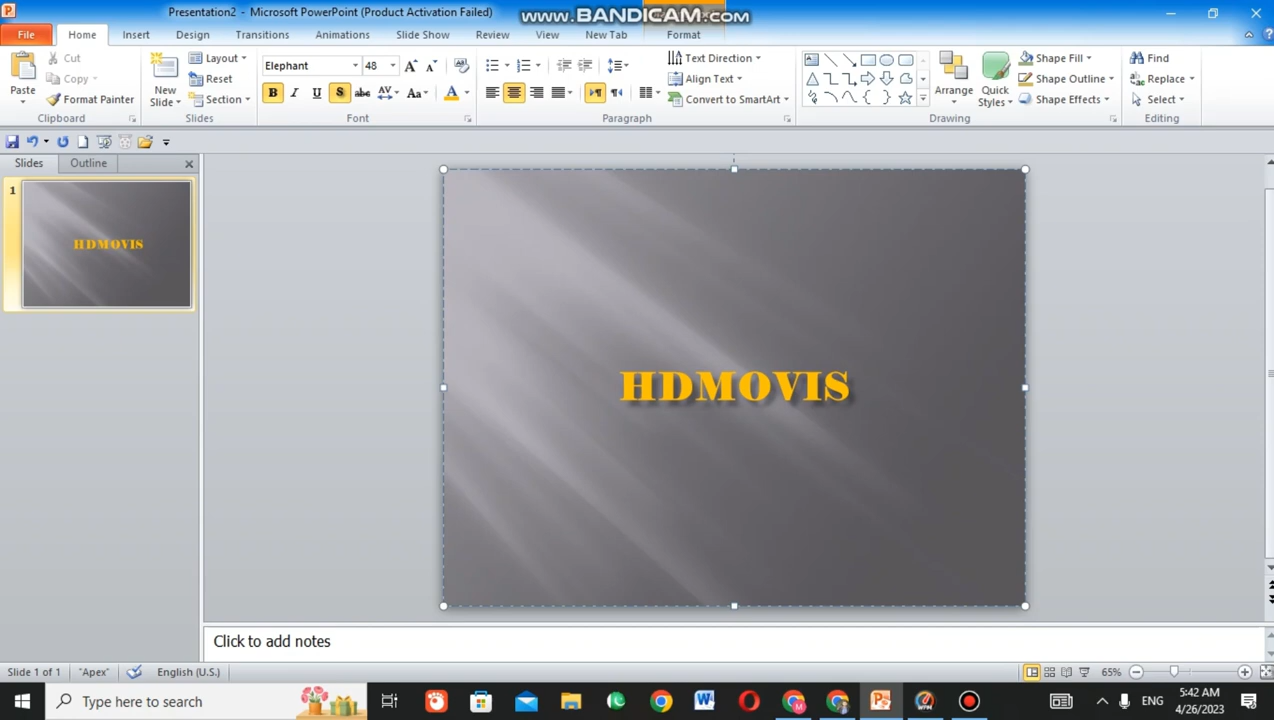 Presentation2 - Microsoft PowerPoint (Product Activation Failed)
www.BANDICAM.com
File Home Insert Design Transitions Animations Slide Show Review View New Tab Format
Paste
Cut
Copy
Format Painter
Clipboard
New Slide
Layout
Reset
Section
Slides
Elephant 48
B I U S abc AV Aa A
Font
Text Direction
Align Text
Convert to SmartArt
Paragraph
Arrange
Quick Styles
Shape Fill
Shape Outline
Shape Effects
Drawing
Find
Replace
Select
Editing
Slides Outline
1
HDMOVIS
HDMOVIS
Click to add notes
Slide 1 of 1 "Apex" English (U.S.) 65%
Type here to search
ENG
5:42 AM
4/26/2023